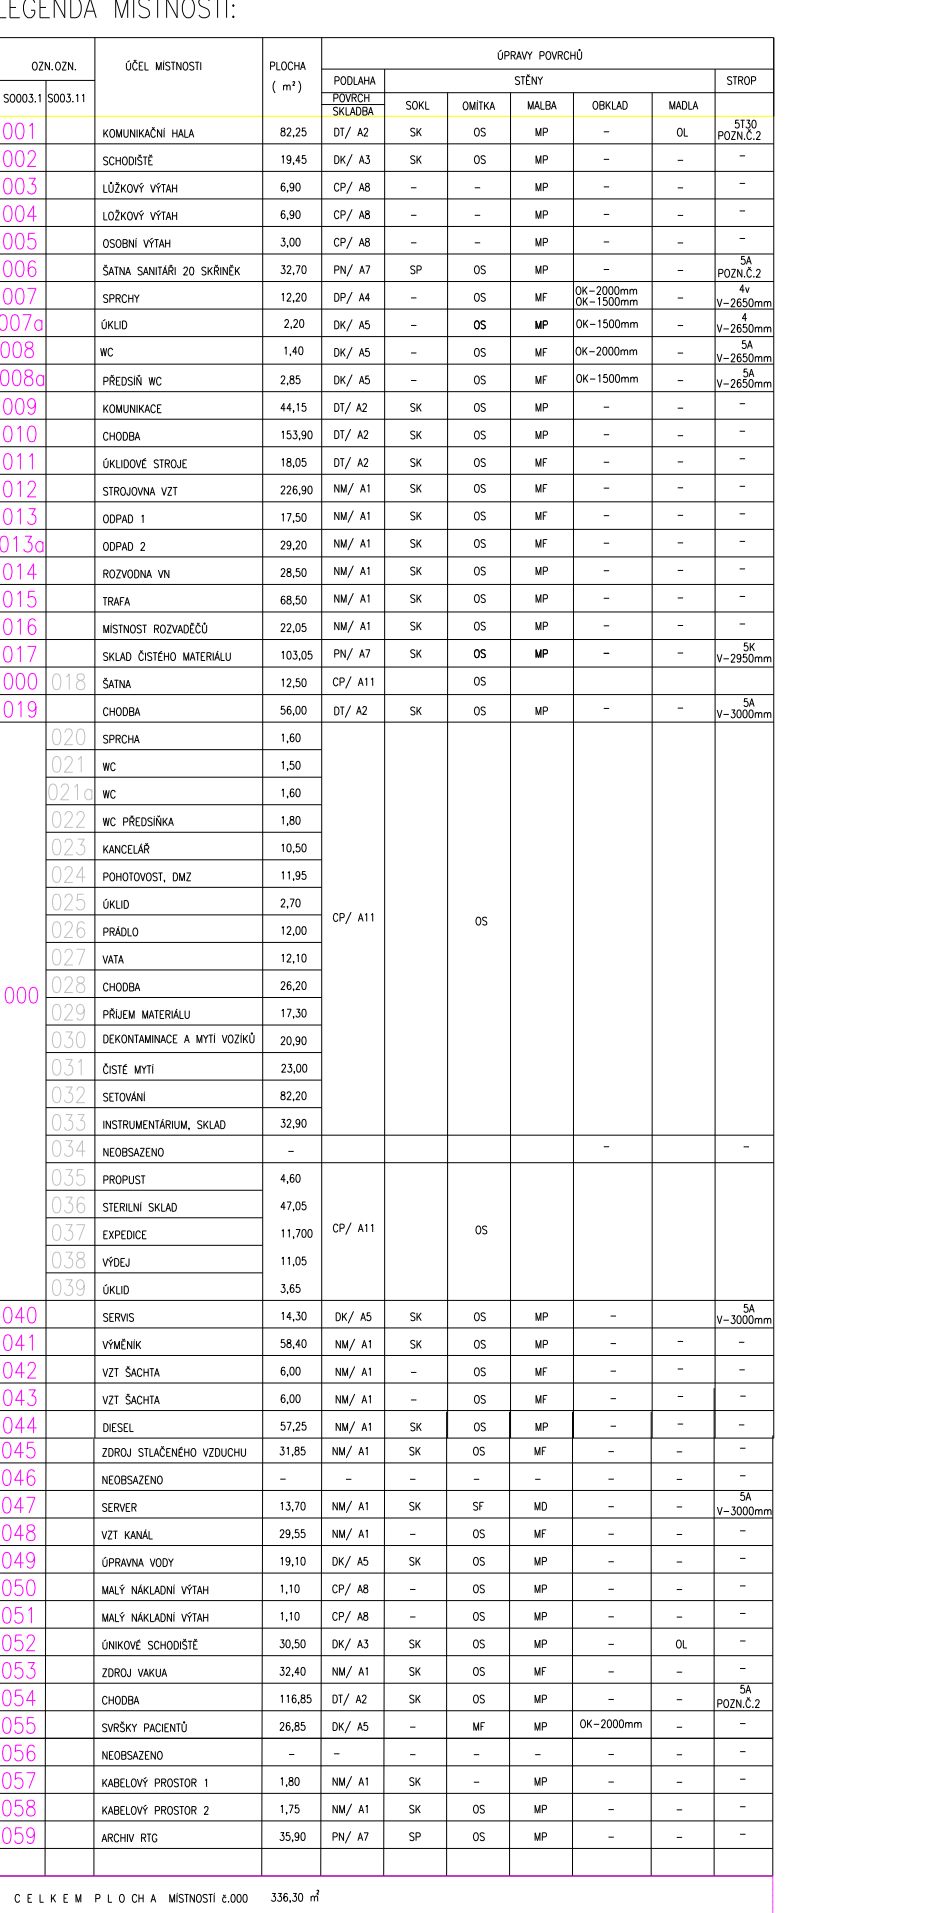 LEGENDA MÍSTNOSTÍ:
OZN.OZN. ÚČEL MÍSTNOSTI PLOCHA ( m²) ÚPRAVY POVRCHŮ
PODLAHA STĚNY STROP
S0003.1 S003.11 POVRCH SKLADBA SOKL OMÍTKA MALBA OBKLAD MADLA
001 KOMUNIKAČNÍ HALA 82,25 DT/ A2 SK OS MP – OL 5T30 POZN.Č.2
002 SCHODIŠTĚ 19,45 DK/ A3 SK OS MP – – –
003 LŮŽKOVÝ VÝTAH 6,90 CP/ A8 – – MP – – –
004 LOŽKOVÝ VÝTAH 6,90 CP/ A8 – – MP – – –
005 OSOBNÍ VÝTAH 3,00 CP/ A8 – – MP – – –
006 ŠATNA SANITÁŘI 20 SKŘINĚK 32,70 PN/ A7 SP OS MP – – 5A POZN.Č.2
007 SPRCHY 12,20 DP/ A4 – OS MF OK–2000mm OK–1500mm – 4v V–2650mm
007a ÚKLID 2,20 DK/ A5 – OS MP OK–1500mm – 4 V–2650mm
008 WC 1,40 DK/ A5 – OS MF OK–2000mm – 5A V–2650mm
008a PŘEDSÍŇ WC 2,85 DK/ A5 – OS MF OK–1500mm – 5A V–2650mm
009 KOMUNIKACE 44,15 DT/ A2 SK OS MP – – –
010 CHODBA 153,90 DT/ A2 SK OS MP – – –
011 ÚKLIDOVÉ STROJE 18,05 DT/ A2 SK OS MF – – –
012 STROJOVNA VZT 226,90 NM/ A1 SK OS MF – – –
013 ODPAD 1 17,50 NM/ A1 SK OS MF – – –
013a ODPAD 2 29,20 NM/ A1 SK OS MF – – –
014 ROZVODNA VN 28,50 NM/ A1 SK OS MP – – –
015 TRAFA 68,50 NM/ A1 SK OS MP – – –
016 MÍSTNOST ROZVADĚČŮ 22,05 NM/ A1 SK OS MP – – –
017 SKLAD ČISTÉHO MATERIÁLU 103,05 PN/ A7 SK OS MP – – 5K V–2950mm
000 018 ŠATNA 12,50 CP/ A11 OS
019 CHODBA 56,00 DT/ A2 SK OS MP – – 5A V–3000mm
020 SPRCHA 1,60
021 WC 1,50
021a WC 1,60
022 WC PŘEDSÍŇKA 1,80
023 KANCELÁŘ 10,50
024 POHOTOVOST, DMZ 11,95
025 ÚKLID 2,70
CP/ A11 OS
026 PRÁDLO 12,00
027 VATA 12,10
028 CHODBA 26,20
000
029 PŘÍJEM MATERIÁLU 17,30
030 DEKONTAMINACE A MYTÍ VOZÍKŮ 20,90
031 ČISTÉ MYTÍ 23,00
032 SETOVÁNÍ 82,20
033 INSTRUMENTÁRIUM, SKLAD 32,90
034 NEOBSAZENO – – –
035 PROPUST 4,60
036 STERILNÍ SKLAD 47,05
CP/ A11 OS
037 EXPEDICE 11,700
038 VÝDEJ 11,05
039 ÚKLID 3,65
040 SERVIS 14,30 DK/ A5 SK OS MP – 5A V–3000mm
041 VÝMĚNÍK 58,40 NM/ A1 SK OS MP – – –
042 VZT ŠACHTA 6,00 NM/ A1 – OS MF – – –
043 VZT ŠACHTA 6,00 NM/ A1 – OS MF – – –
044 DIESEL 57,25 NM/ A1 SK OS MP – – –
045 ZDROJ STLAČENÉHO VZDUCHU 31,85 NM/ A1 SK OS MF – – –
046 NEOBSAZENO – – – – – – – –
047 SERVER 13,70 NM/ A1 SK SF MD – – 5A V–3000mm
048 VZT KANÁL 29,55 NM/ A1 – OS MF – – –
049 ÚPRAVNA VODY 19,10 DK/ A5 SK OS MP – – –
050 MALÝ NÁKLADNÍ VÝTAH 1,10 CP/ A8 – OS MP – – –
051 MALÝ NÁKLADNÍ VÝTAH 1,10 CP/ A8 – OS MP – – –
052 ÚNIKOVÉ SCHODIŠTĚ 30,50 DK/ A3 SK OS MP – OL –
053 ZDROJ VAKUA 32,40 NM/ A1 SK OS MF – – –
054 CHODBA 116,85 DT/ A2 SK OS MP – – 5A POZN.Č.2
055 SVRŠKY PACIENTŮ 26,85 DK/ A5 – MF MP OK–2000mm – –
056 NEOBSAZENO – – – – – – – –
057 KABELOVÝ PROSTOR 1 1,80 NM/ A1 SK – MP – – –
058 KABELOVÝ PROSTOR 2 1,75 NM/ A1 SK OS MP – – –
059 ARCHIV RTG 35,90 PN/ A7 SP OS MP – – –
CELKEM PLOCHA MÍSTNOSTÍ č.000 336,30 m²